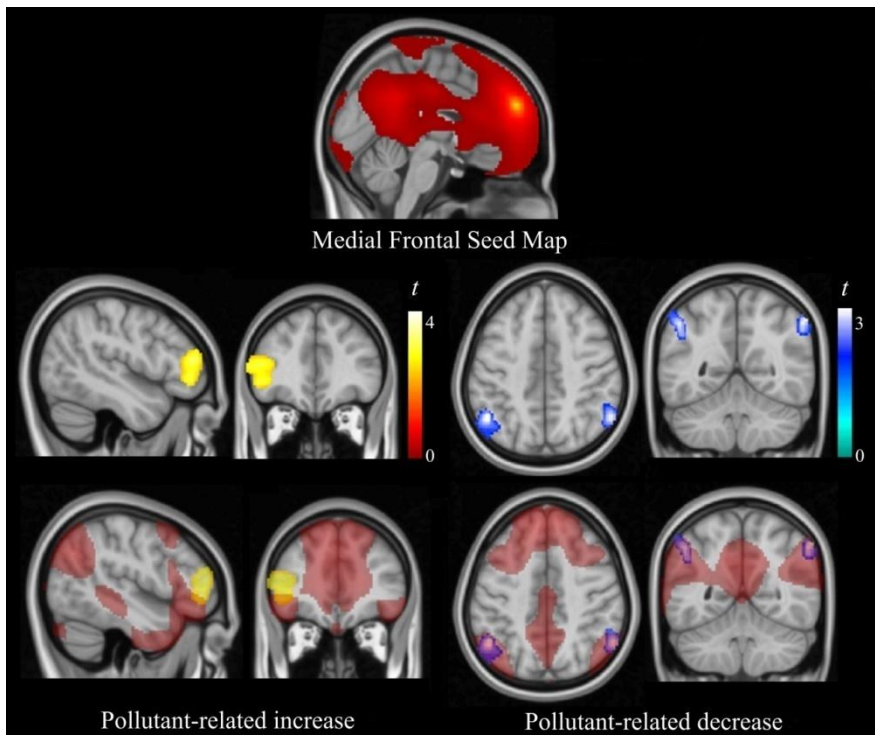 Medial Frontal Seed Map
t
4
0
t
3
0
Pollutant-related increase
Pollutant-related decrease